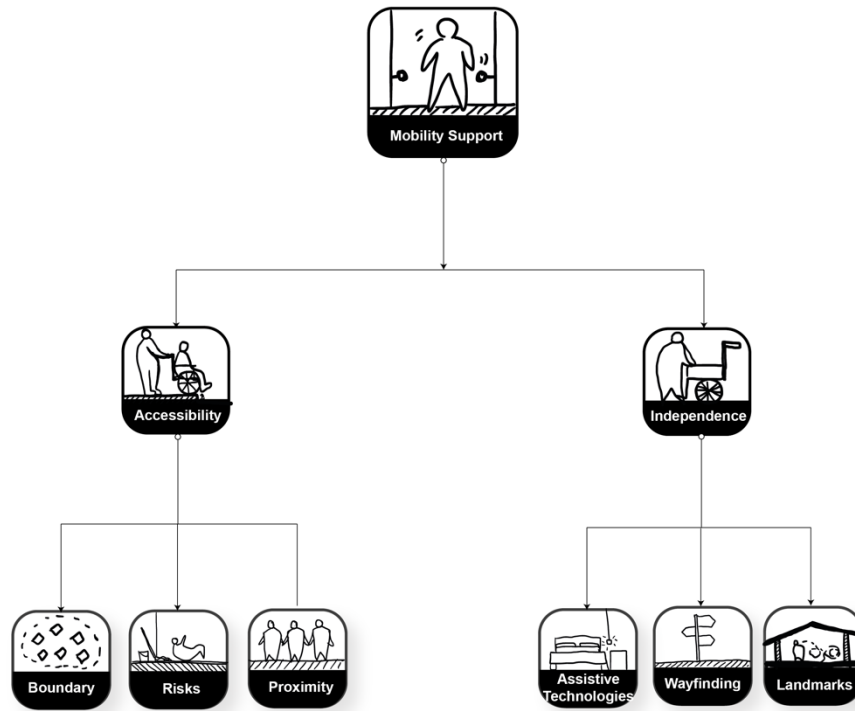 Mobility Support
Accessibility
Independence
Boundary
Risks
Proximity
Assistive
Technologies
Wayfinding
Landmarks